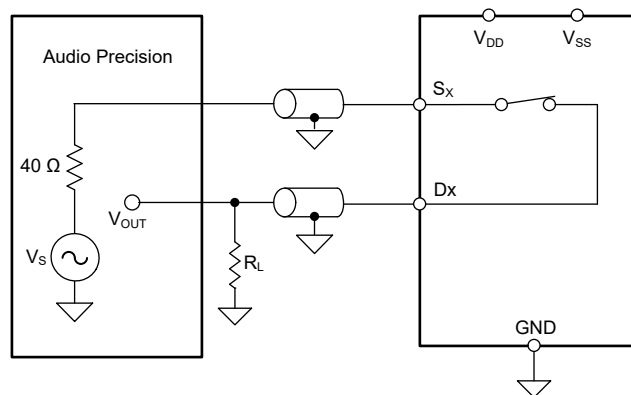 Audio Precision
V_DD
V_SS
S_X
40 Ω
V_OUT
Dx
V_S
R_L
GND